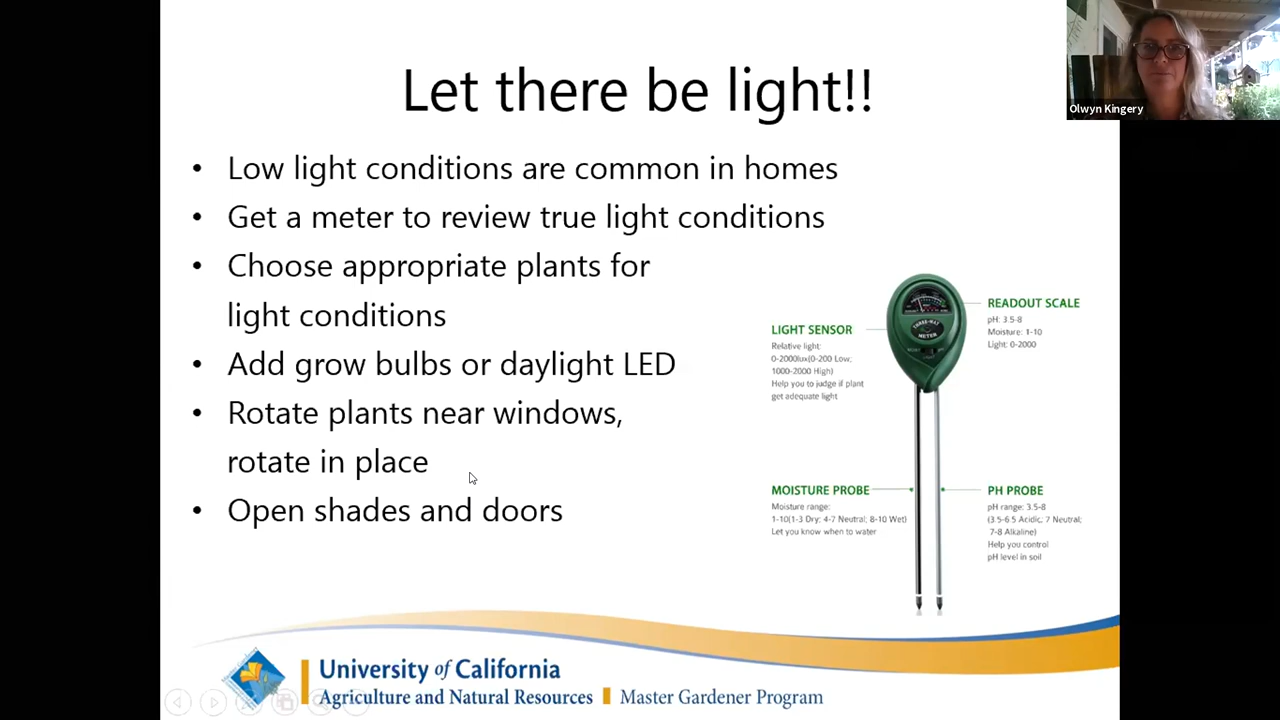 Let there be light!!
Olwyn Kingery
• Low light conditions are common in homes
• Get a meter to review true light conditions
• Choose appropriate plants for
light conditions
• Add grow bulbs or daylight LED
• Rotate plants near windows,
rotate in place
• Open shades and doors
LIGHT SENSOR
Relative light:
0-2000lux(0-200 Low;
1000-2000 High)
Help you to judge if plant
get adequate light
READOUT SCALE
pH: 3.5-8
Moisture: 1-10
Light: 0-2000
THREE-WAY
METER
MOISTURE PROBE
Moisture range:
1-10(1-3 Dry; 4-7 Neutral; 8-10 Wet)
Let you know when to water
PH PROBE
pH range: 3.5-8
(3.5-6.5 Acidic; 7 Neutral;
7-8 Alkaline)
Help you control
pH level in soil
University of California
Agriculture and Natural Resources
Master Gardener Program